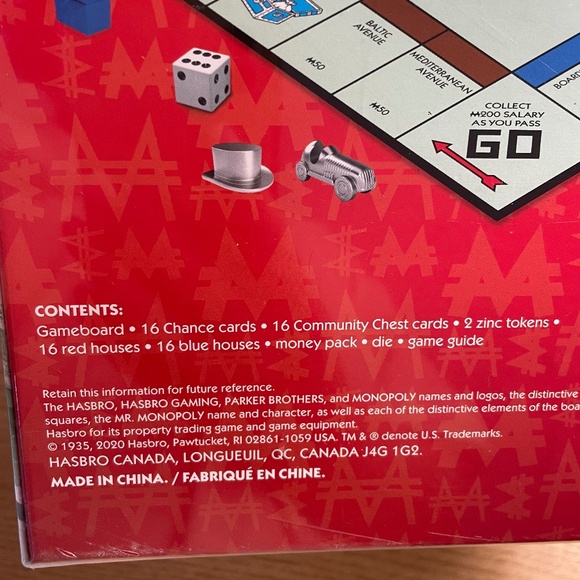 BALTIC
AVENUE
MEDITERRANEAN
AVENUE
BOARD
M50
M50
COLLECT
M200 SALARY
AS YOU PASS
GO
CONTENTS:
Gameboard • 16 Chance cards • 16 Community Chest cards • 2 zinc tokens •
16 red houses • 16 blue houses • money pack • die • game guide
Retain this information for future reference.
The HASBRO, HASBRO GAMING, PARKER BROTHERS, and MONOPOLY names and logos, the distinctive
squares, the MR. MONOPOLY name and character, as well as each of the distinctive elements of the boa
Hasbro for its property trading game and game equipment.
© 1935, 2020 Hasbro, Pawtucket, RI 02861-1059 USA. TM & ® denote U.S. Trademarks.
HASBRO CANADA, LONGUEUIL, QC, CANADA J4G 1G2.
MADE IN CHINA. / FABRIQUÉ EN CHINE.